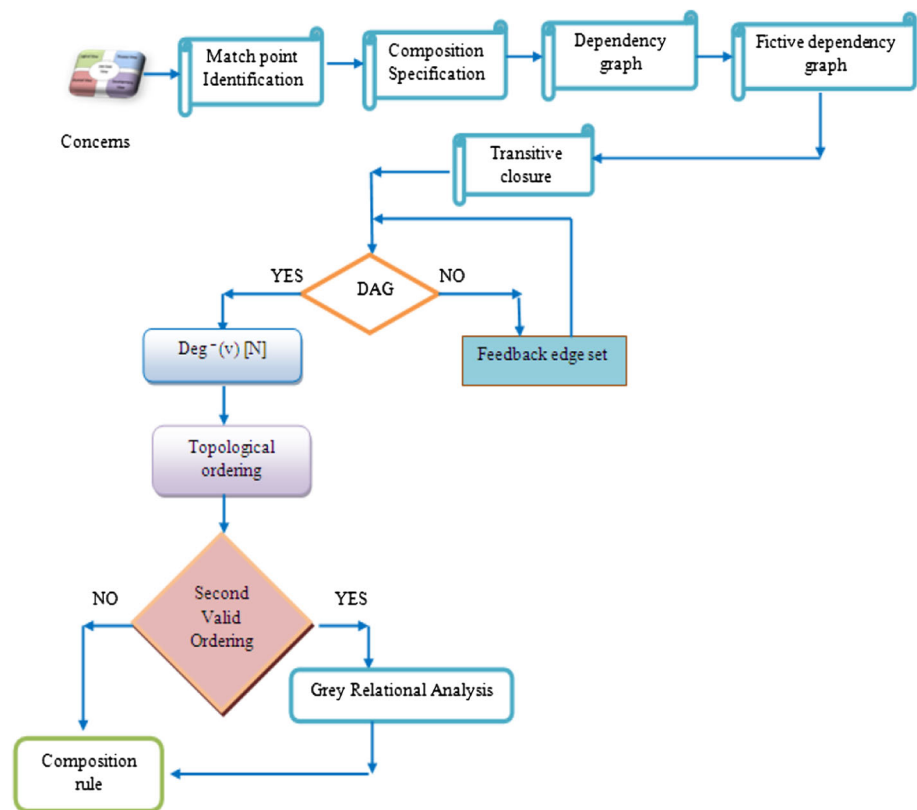 Match point
Identification
Composition
Specification
Dependency
graph
Fictive dependency
graph
Concerns
Transitive
closure
YES
DAG
NO
Deg⁻(v) [N]
Feedback edge set
Topological
ordering
NO
Second
Valid
Ordering
YES
Grey Relational Analysis
Composition
rule